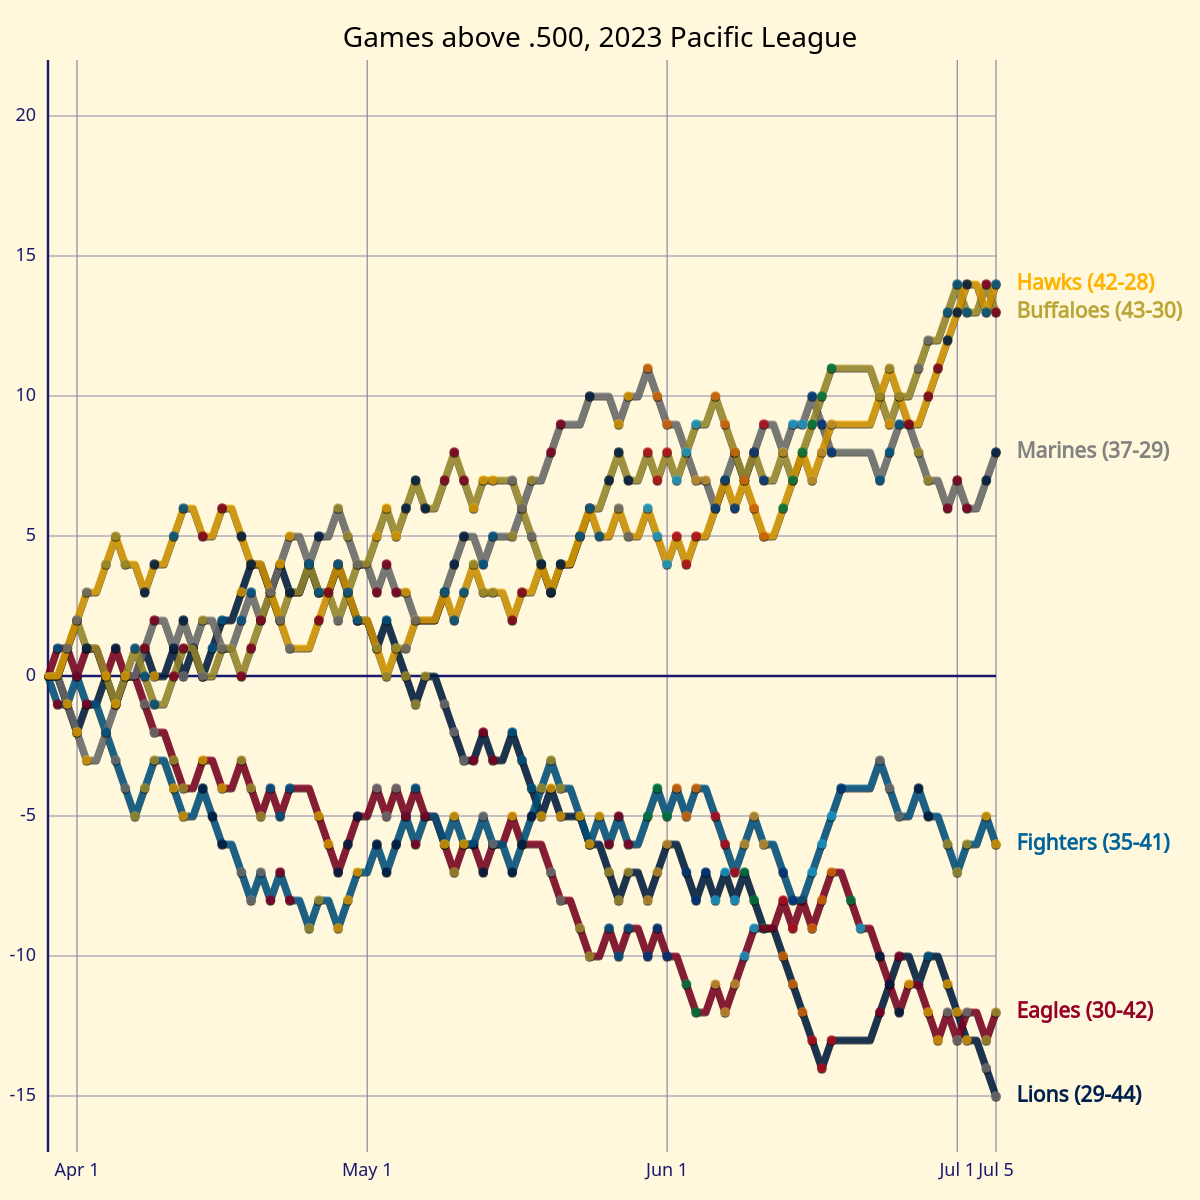 Games above .500, 2023 Pacific League
20
15
10
5
0
-5
-10
-15
Hawks (42-28)
Buffaloes (43-30)
Marines (37-29)
Fighters (35-41)
Eagles (30-42)
Lions (29-44)
Apr 1
May 1
Jun 1
Jul 1
Jul 5